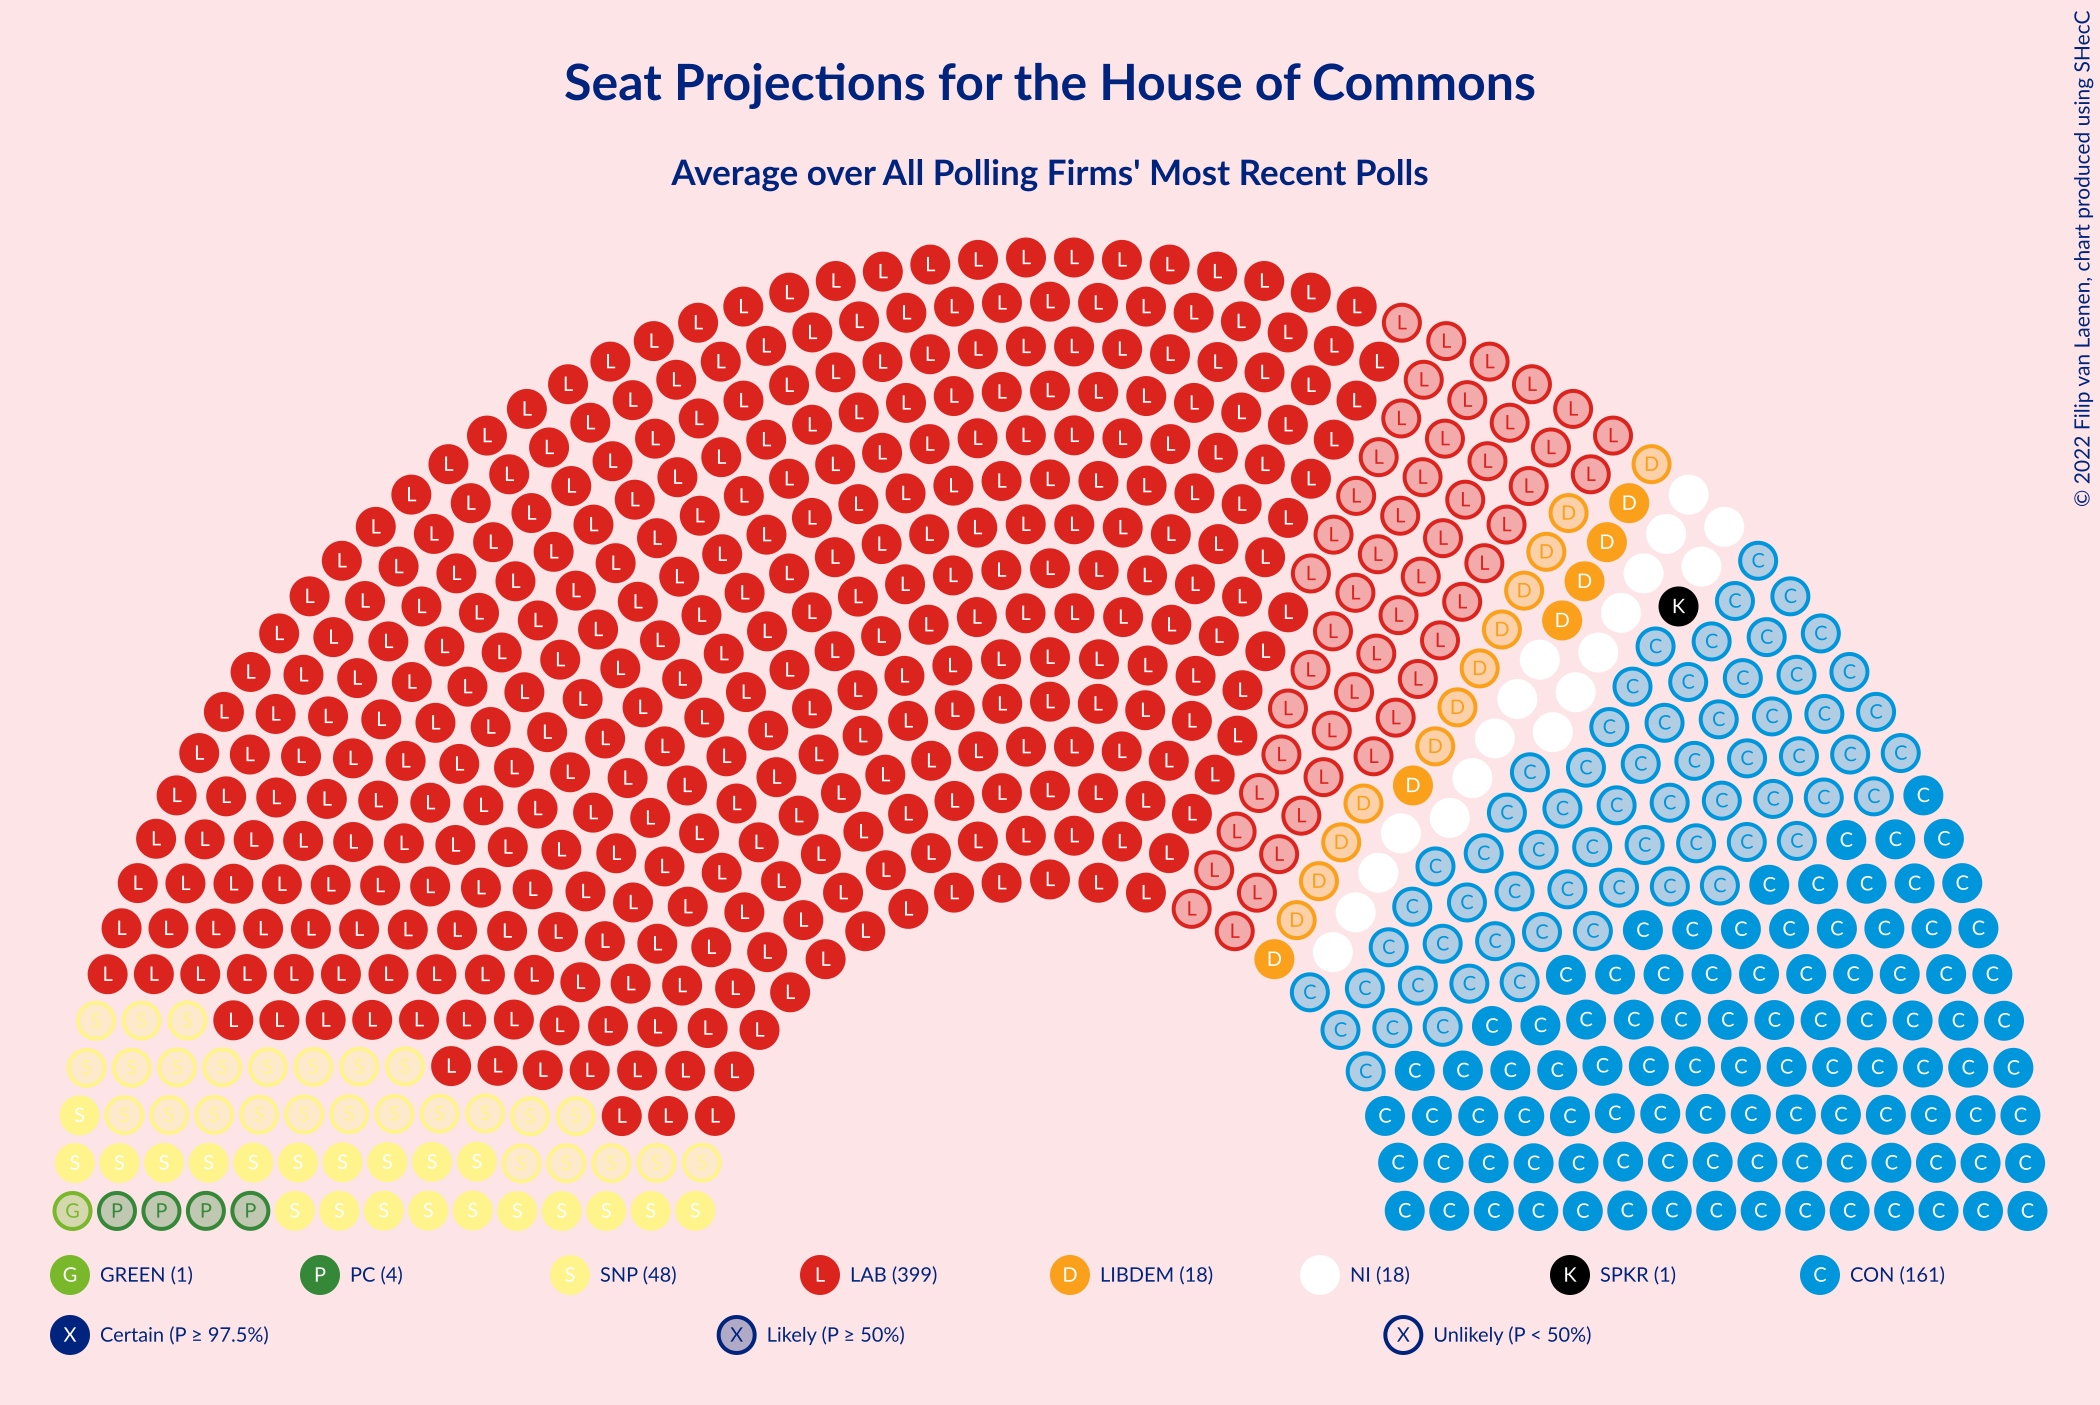 Seat Projections for the House of Commons
Average over All Polling Firms' Most Recent Polls
© 2022 Filip van Laenen, chart produced using SHecC
G GREEN (1) P PC (4) S SNP (48) L LAB (399) D LIBDEM (18) NI (18) K SPKR (1) C CON (161)
X Certain (P ≥ 97.5%) X Likely (P ≥ 50%) X Unlikely (P < 50%)